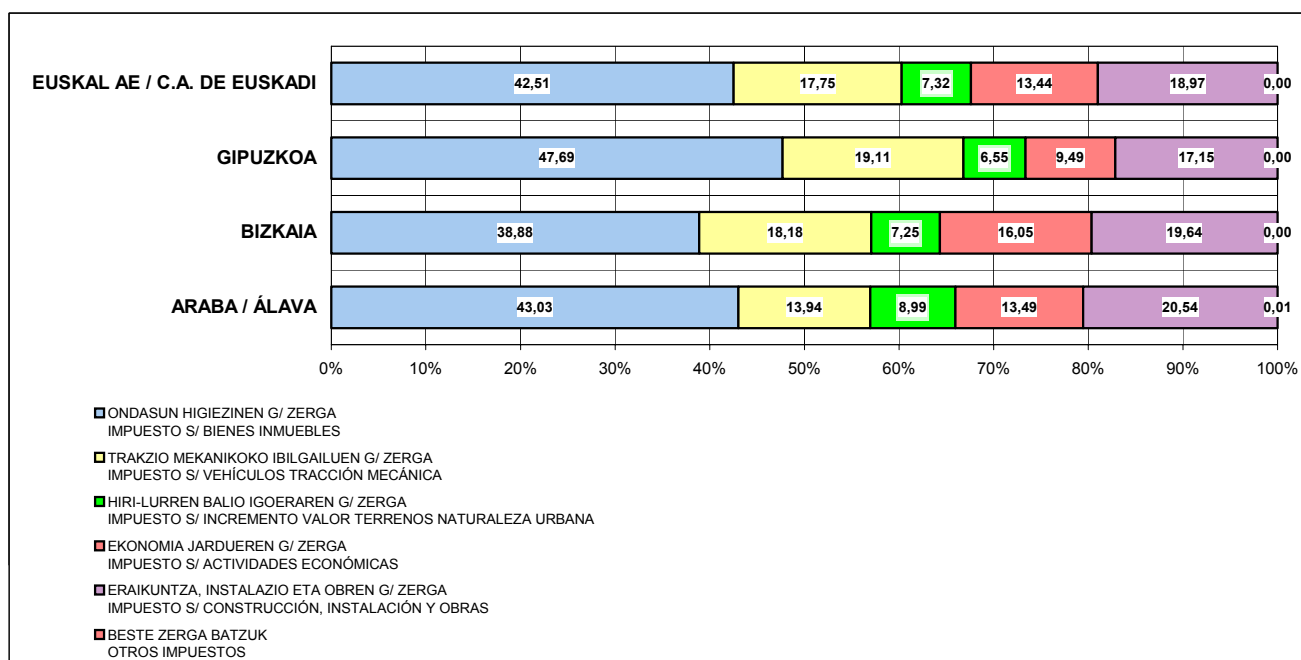 EUSKAL AE / C.A. DE EUSKADI
42,51 17,75 7,32 13,44 18,97 0,00
GIPUZKOA
47,69 19,11 6,55 9,49 17,15 0,00
BIZKAIA
38,88 18,18 7,25 16,05 19,64 0,00
ARABA / ÁLAVA
43,03 13,94 8,99 13,49 20,54 0,01
0% 10% 20% 30% 40% 50% 60% 70% 80% 90% 100%
ONDASUN HIGIEZINEN G/ ZERGA
IMPUESTO S/ BIENES INMUEBLES
TRAKZIO MEKANIKOKO IBILGAILUEN G/ ZERGA
IMPUESTO S/ VEHÍCULOS TRACCIÓN MECÁNICA
HIRI-LURREN BALIO IGOERAREN G/ ZERGA
IMPUESTO S/ INCREMENTO VALOR TERRENOS NATURALEZA URBANA
EKONOMIA JARDUEREN G/ ZERGA
IMPUESTO S/ ACTIVIDADES ECONÓMICAS
ERAIKUNTZA, INSTALAZIO ETA OBREN G/ ZERGA
IMPUESTO S/ CONSTRUCCIÓN, INSTALACIÓN Y OBRAS
BESTE ZERGA BATZUK
OTROS IMPUESTOS